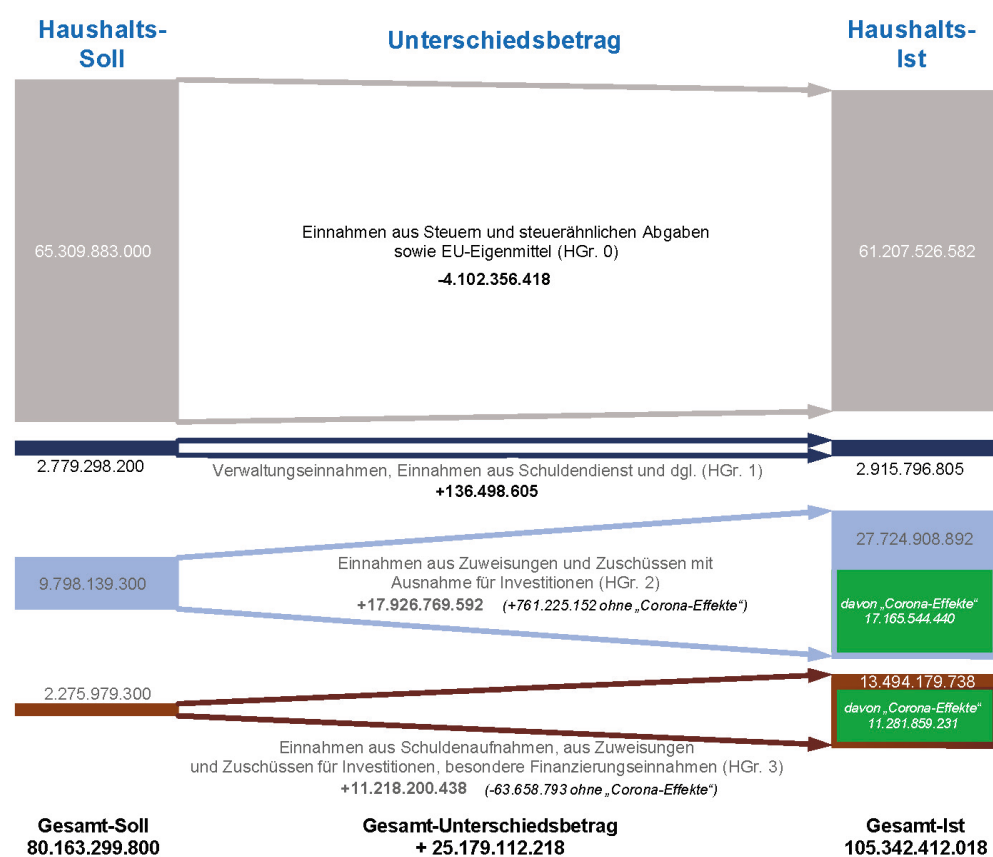 Haushalts-
Soll
Unterschiedsbetrag
Haushalts-
Ist
65.309.883.000
Einnahmen aus Steuern und steuerähnlichen Abgaben
sowie EU-Eigenmittel (HGr. 0)
-4.102.356.418
61.207.526.582
2.779.298.200
Verwaltungseinnahmen, Einnahmen aus Schuldendienst und dgl. (HGr. 1)
+136.498.605
2.915.796.805
9.798.139.300
Einnahmen aus Zuweisungen und Zuschüssen mit
Ausnahme für Investitionen (HGr. 2)
+17.926.769.592 (+761.225.152 ohne „Corona-Effekte“)
27.724.908.892
davon „Corona-Effekte“
17.165.544.440
2.275.979.300
Einnahmen aus Schuldenaufnahmen, aus Zuweisungen
und Zuschüssen für Investitionen, besondere Finanzierungseinnahmen (HGr. 3)
+11.218.200.438 (-63.658.793 ohne „Corona-Effekte“)
13.494.179.738
davon „Corona-Effekte“
11.281.859.231
Gesamt-Soll
80.163.299.800
Gesamt-Unterschiedsbetrag
+ 25.179.112.218
Gesamt-Ist
105.342.412.018